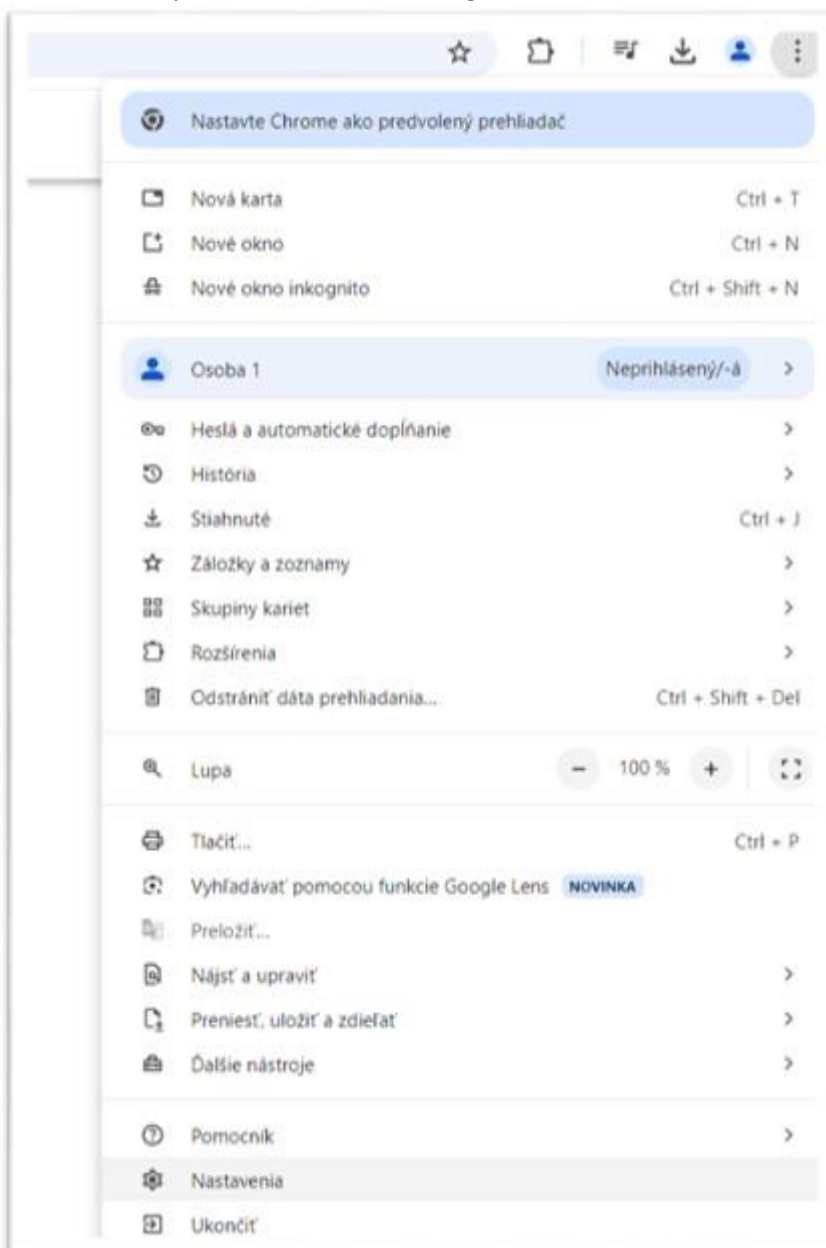 Nastavte Chrome ako predvolený prehliadač
Nová karta Ctrl + T
Nové okno Ctrl + N
Nové okno inkognito Ctrl + Shift + N
Osoba 1 Neprihlásený/-á
Heslá a automatické dopĺňanie
História
Stiahnuté Ctrl + J
Záložky a zoznamy
Skupiny kariet
Rozšírenia
Odstrániť dáta prehliadania... Ctrl + Shift + Del
Lupa - 100 % +
Tlačiť... Ctrl + P
Vyhľadávať pomocou funkcie Google Lens NOVINKA
Preložiť...
Nájsť a upraviť
Preniesť, uložiť a zdieľať
Ďalšie nástroje
Pomocník
Nastavenia
Ukončiť